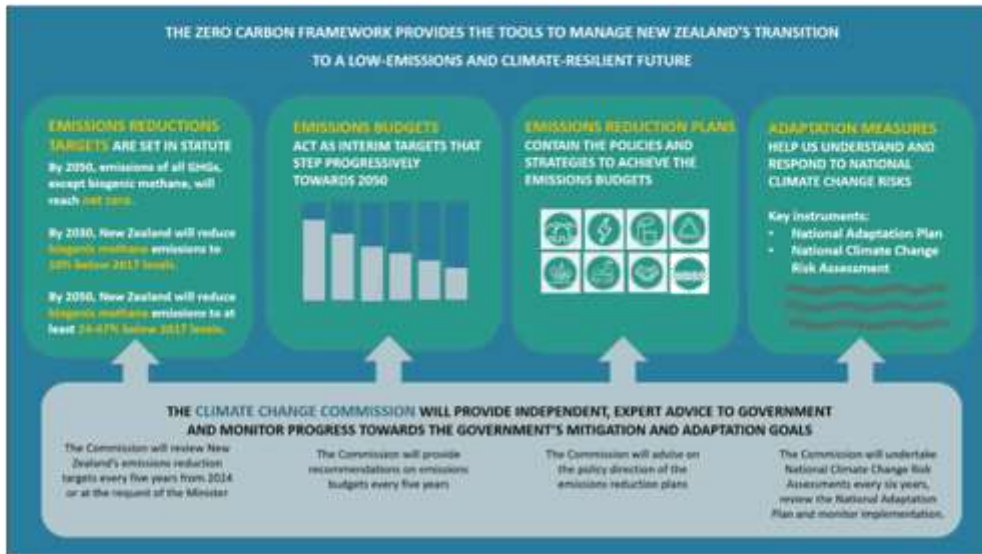 THE ZERO CARBON FRAMEWORK PROVIDES THE TOOLS TO MANAGE NEW ZEALAND'S TRANSITION
TO A LOW-EMISSIONS AND CLIMATE-RESILIENT FUTURE
EMISSIONS REDUCTIONS
TARGETS ARE SET IN STATUTE
By 2050, emissions of all GHGs,
except biogenic methane, will
reach net zero.
By 2030, New Zealand will reduce
biogenic methane emissions to
10% below 2017 levels.
By 2050, New Zealand will reduce
biogenic methane emissions to at
least 24-47% below 2017 levels.
EMISSIONS BUDGETS
ACT AS INTERIM TARGETS THAT
STEP PROGRESSIVELY
TOWARDS 2050
EMISSIONS REDUCTION PLANS
CONTAIN THE POLICIES AND
STRATEGIES TO ACHIEVE THE
EMISSIONS BUDGETS
ADAPTATION MEASURES
HELP US UNDERSTAND AND
RESPOND TO NATIONAL
CLIMATE CHANGE RISKS
Key instruments:
• National Adaptation Plan
• National Climate Change
Risk Assessment
THE CLIMATE CHANGE COMMISSION WILL PROVIDE INDEPENDENT, EXPERT ADVICE TO GOVERNMENT
AND MONITOR PROGRESS TOWARDS THE GOVERNMENT'S MITIGATION AND ADAPTATION GOALS
The Commission will review New
Zealand's emissions reduction
targets every five years from 2024
or at the request of the Minister
The Commission will provide
recommendations on emissions
budgets every five years
The Commission will advise on
the policy direction of the
emissions reduction plans
The Commission will undertake
National Climate Change Risk
Assessments every six years,
review the National Adaptation
Plan and monitor implementation.